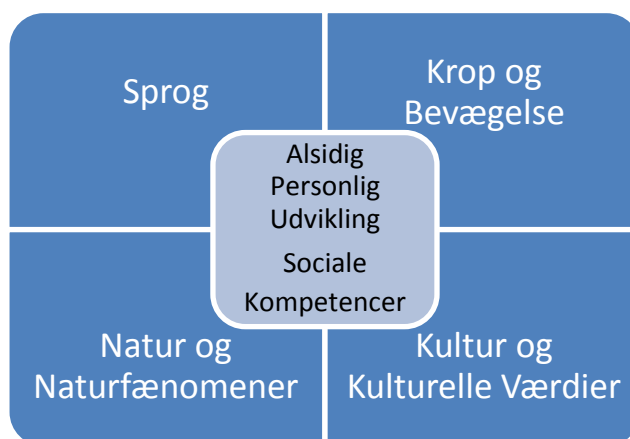 Sprog
Krop og
Bevægelse
Alsidig
Personlig
Udvikling
Sociale
Kompetencer
Natur og
Naturfænomener
Kultur og
Kulturelle Værdier